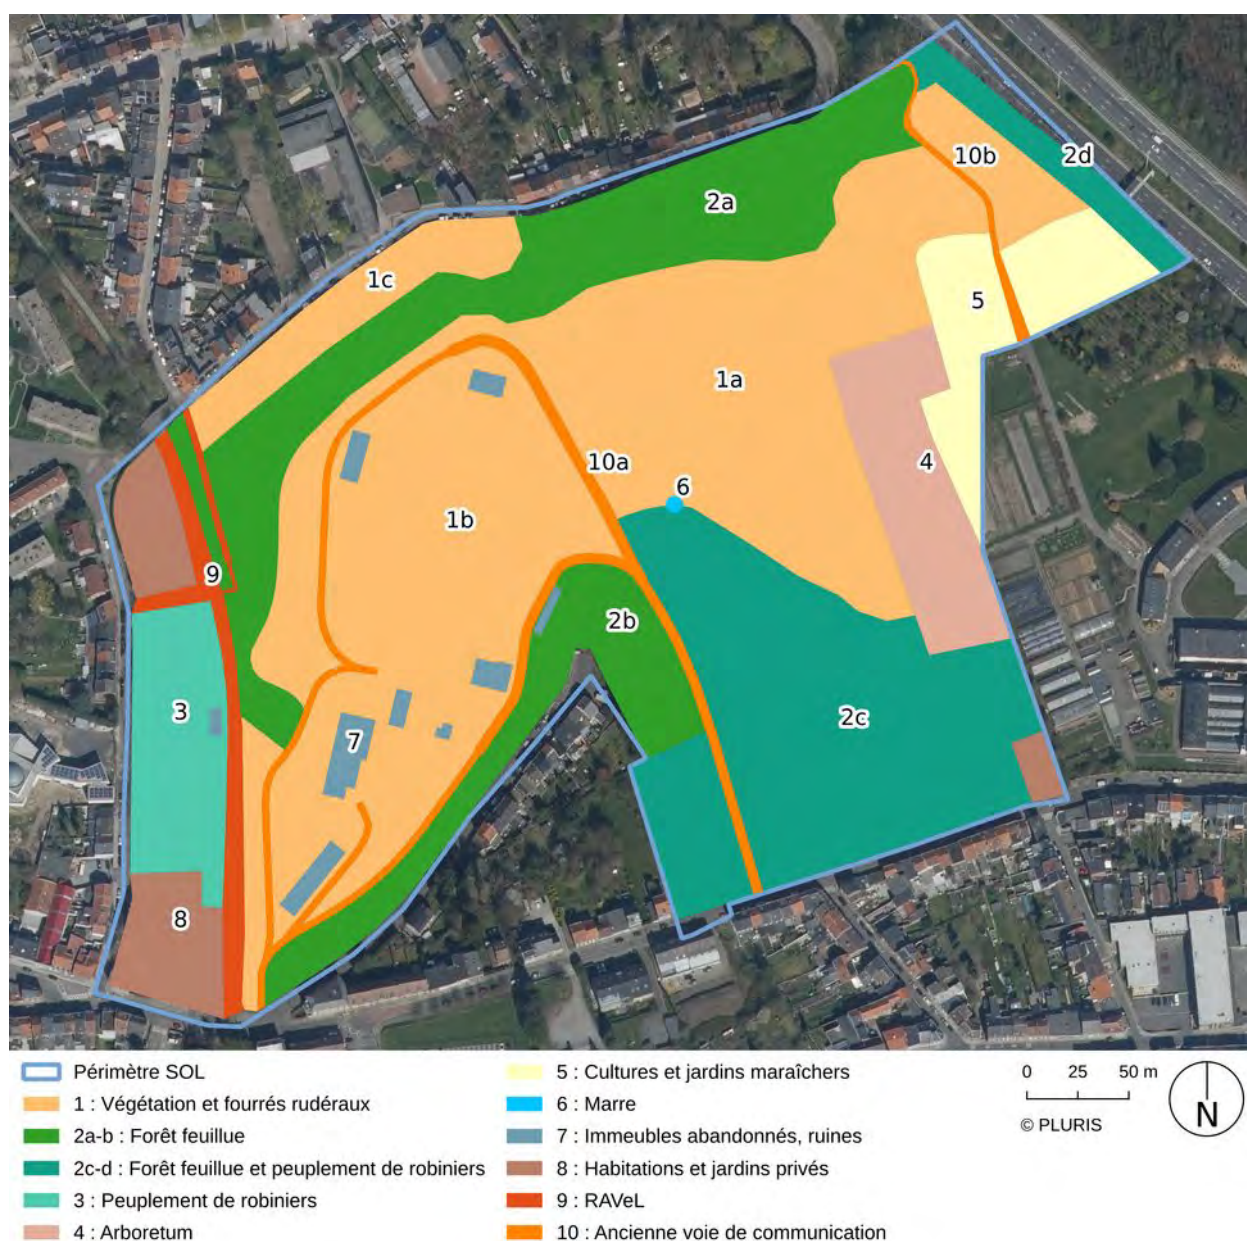 2d
10b
2a
1c
5
1a
10a
4
6
1b
9
2b
3
2c
7
8
Périmètre SOL
1 : Végétation et fourrés rudéraux
2a-b : Forêt feuillue
2c-d : Forêt feuillue et peuplement de robiniers
3 : Peuplement de robiniers
4 : Arboretum
5 : Cultures et jardins maraîchers
6 : Marre
7 : Immeubles abandonnés, ruines
8 : Habitations et jardins privés
9 : RAVeL
10 : Ancienne voie de communication
0 25 50 m
© PLURIS
N